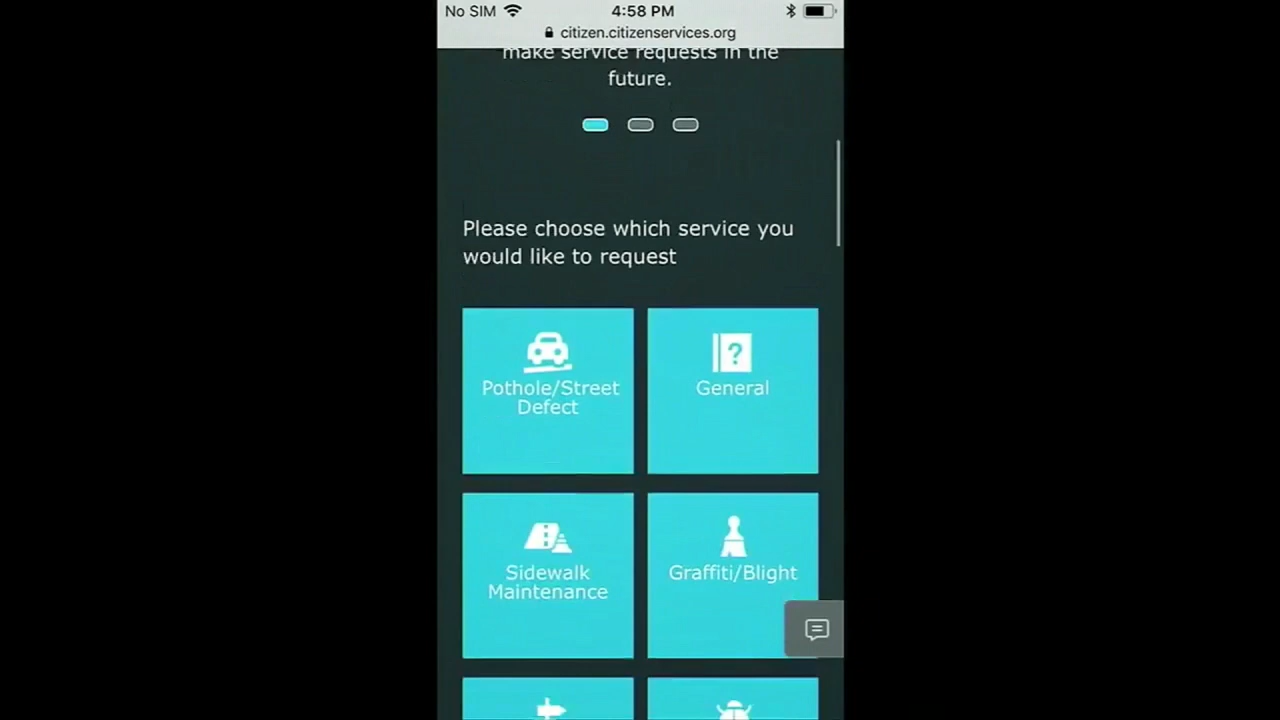 No SIM 4:58 PM
citizen.citizenservices.org
make service requests in the
future.
Please choose which service you
would like to request
Pothole/Street
Defect
General
?
Sidewalk
Maintenance
Graffiti/Blight